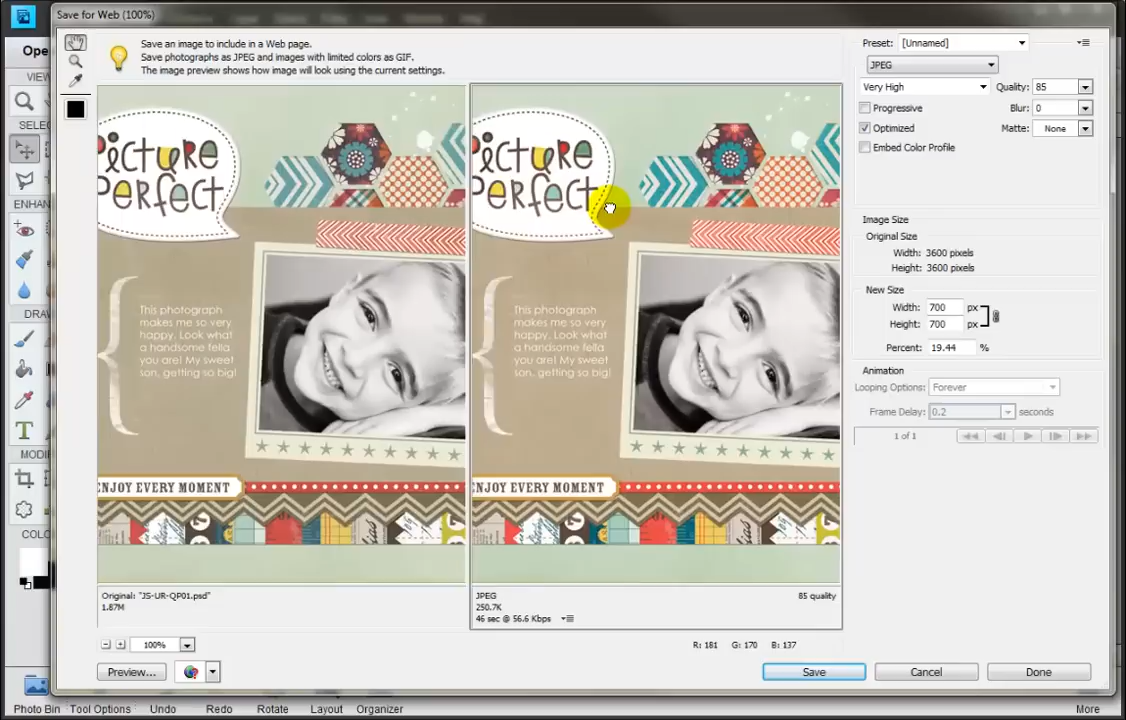 Save for Web (100%)
Ope
VIEW
SELEC
ENHAN
DRAW
MODIF
COLO
Save an image to include in a Web page.
Save photographs as JPEG and images with limited colors as GIF.
The image preview shows how image will look using the current settings.
Picture
Perfect
This photograph
makes me so very
happy. Look what
a handsome fella
you are! My sweet
son, getting so big!
ENJOY EVERY MOMENT
Original: "JS-UR-QP01.psd"
1.87M
Picture
Perfect
This photograph
makes me so very
happy. Look what
a handsome fella
you are! My sweet
son, getting so big!
ENJOY EVERY MOMENT
JPEG
85 quality
250.7K
46 sec @ 56.6 Kbps
100%
R: 181 G: 170 B: 137
Preview...
Save
Cancel
Done
Preset: [Unnamed]
JPEG
Very High Quality: 85
Progressive Blur: 0
Optimized Matte: None
Embed Color Profile
Image Size
Original Size
Width: 3600 pixels
Height: 3600 pixels
New Size
Width: 700 px
Height: 700 px
Percent: 19.44 %
Animation
Looping Options: Forever
Frame Delay: 0.2 seconds
1 of 1
Photo Bin Tool Options Undo Redo Rotate Layout Organizer More